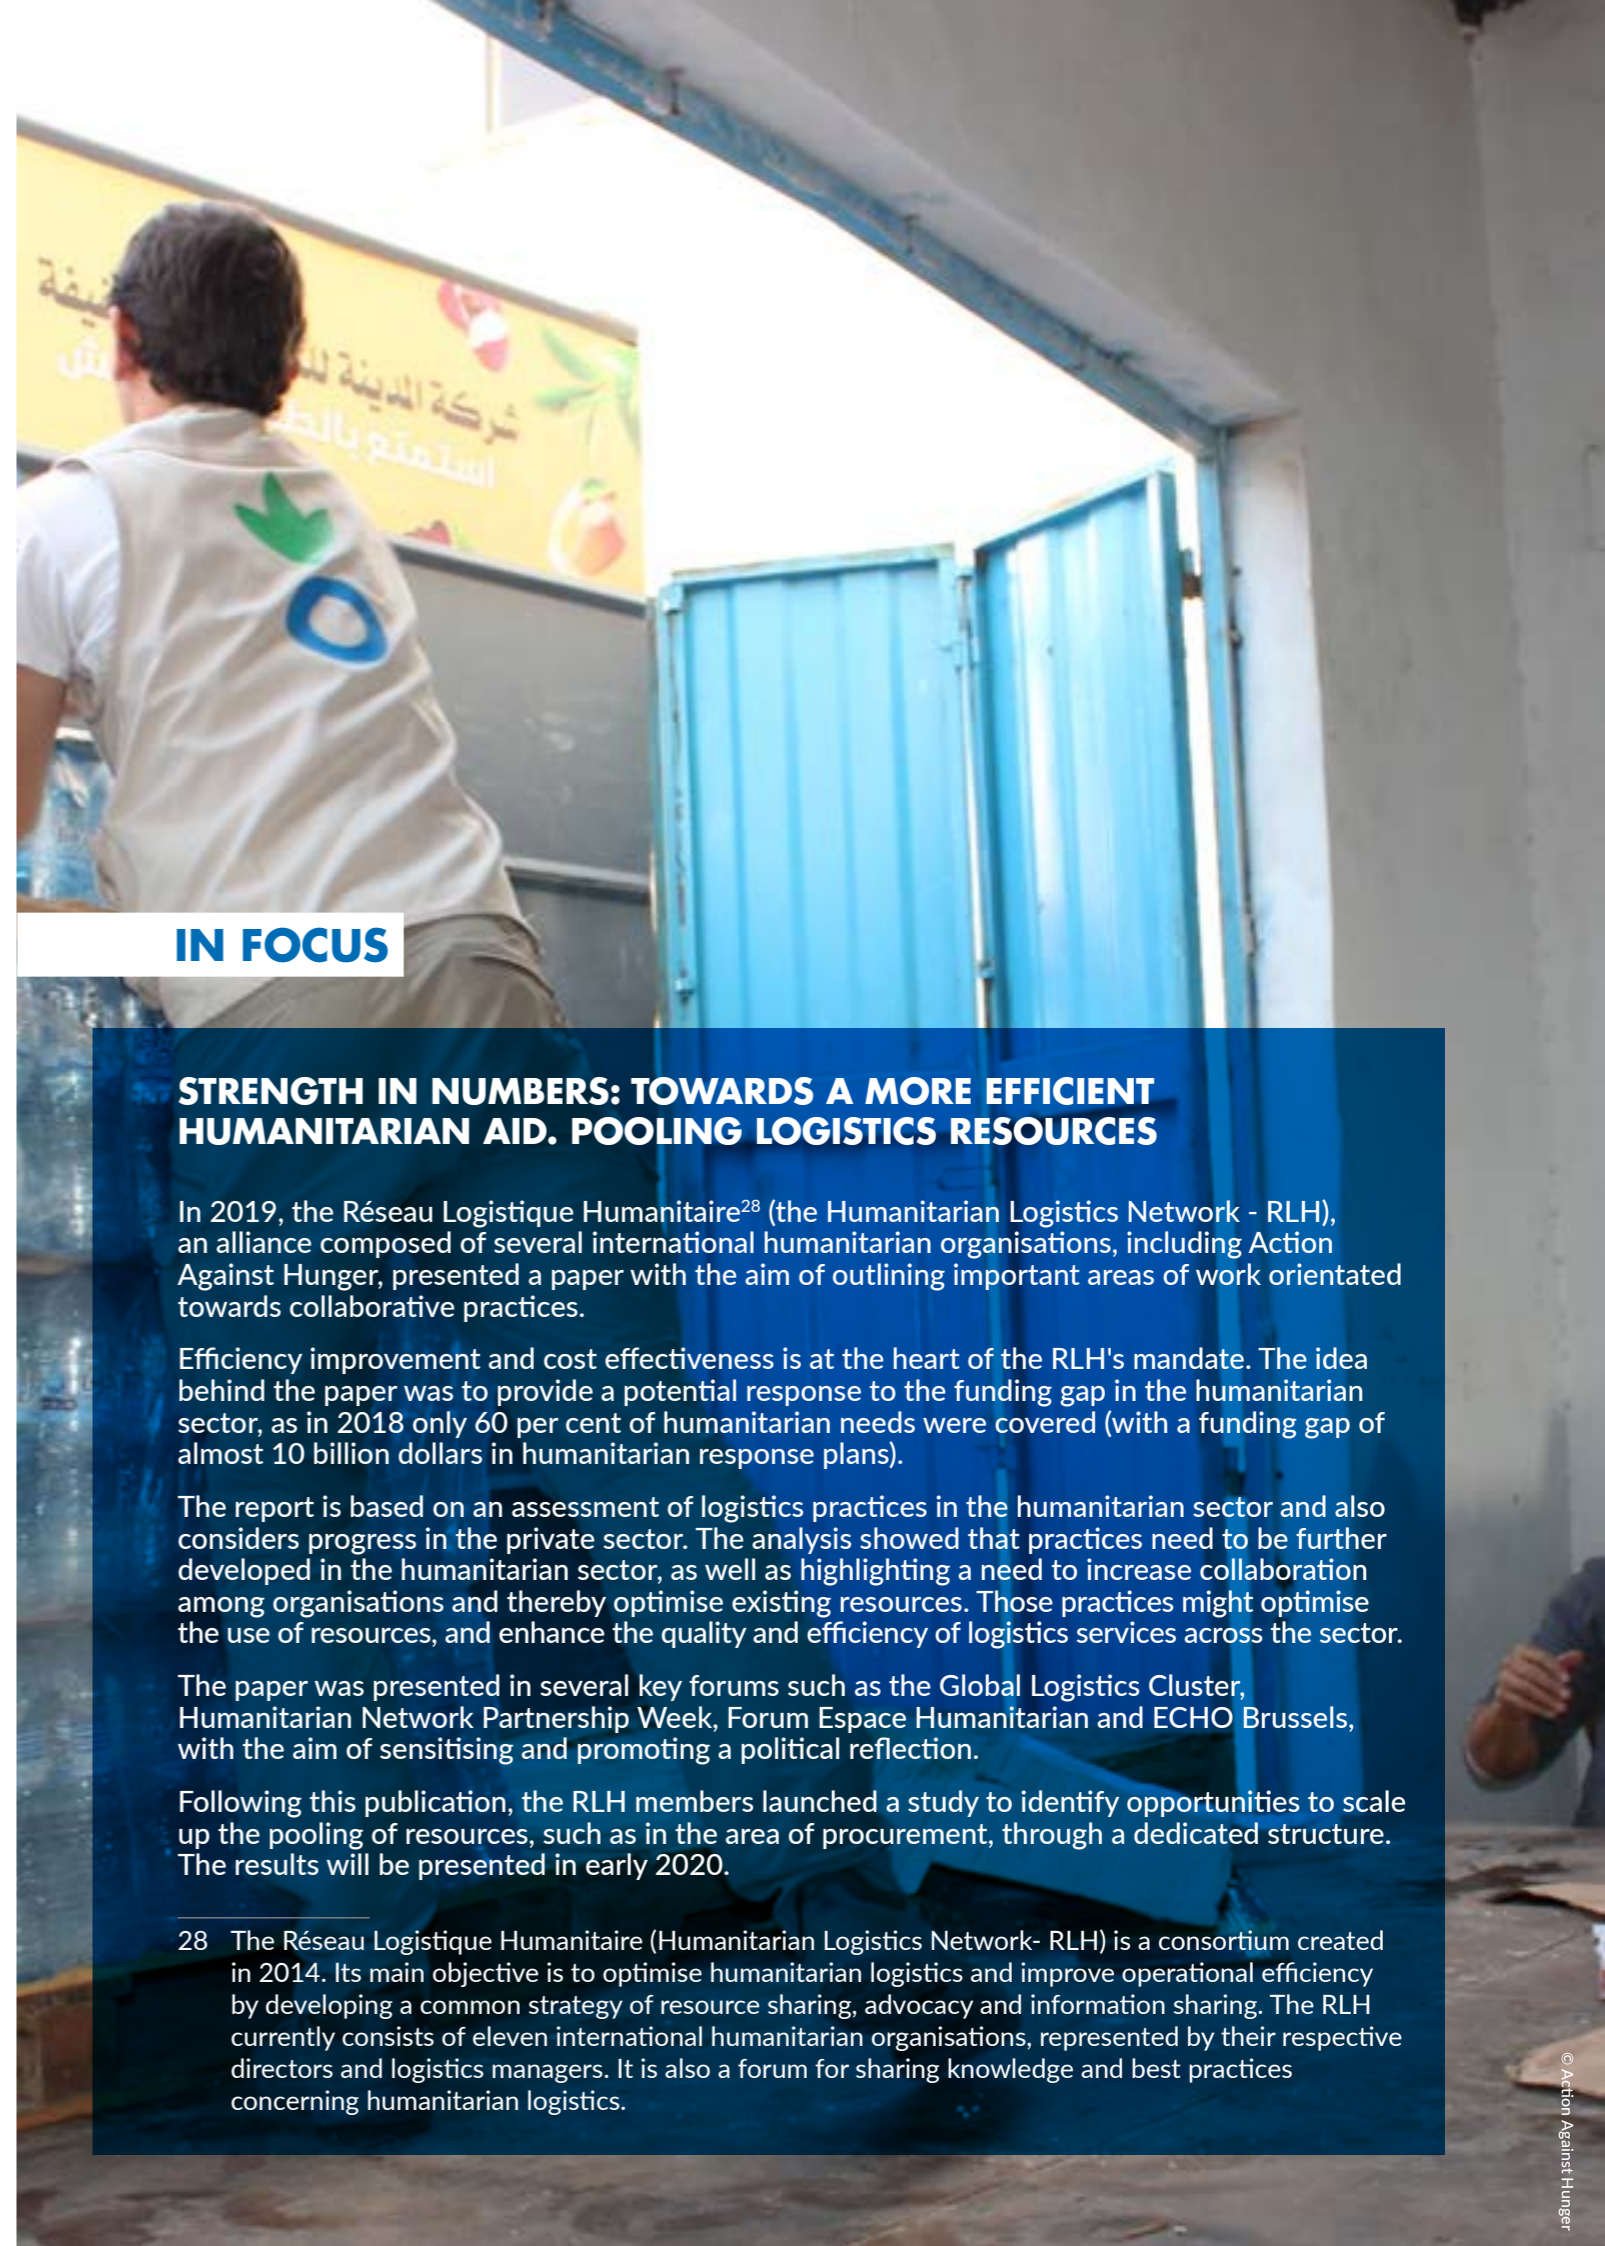 شركة المدينة
استمتع
IN FOCUS
STRENGTH IN NUMBERS: TOWARDS A MORE EFFICIENT
HUMANITARIAN AID. POOLING LOGISTICS RESOURCES
In 2019, the Réseau Logistique Humanitaire28 (the Humanitarian Logistics Network - RLH),
an alliance composed of several international humanitarian organisations, including Action
Against Hunger, presented a paper with the aim of outlining important areas of work orientated
towards collaborative practices.
Efficiency improvement and cost effectiveness is at the heart of the RLH's mandate. The idea
behind the paper was to provide a potential response to the funding gap in the humanitarian
sector, as in 2018 only 60 per cent of humanitarian needs were covered (with a funding gap of
almost 10 billion dollars in humanitarian response plans).
The report is based on an assessment of logistics practices in the humanitarian sector and also
considers progress in the private sector. The analysis showed that practices need to be further
developed in the humanitarian sector, as well as highlighting a need to increase collaboration
among organisations and thereby optimise existing resources. Those practices might optimise
the use of resources, and enhance the quality and efficiency of logistics services across the sector.
The paper was presented in several key forums such as the Global Logistics Cluster,
Humanitarian Network Partnership Week, Forum Espace Humanitarian and ECHO Brussels,
with the aim of sensitising and promoting a political reflection.
Following this publication, the RLH members launched a study to identify opportunities to scale
up the pooling of resources, such as in the area of procurement, through a dedicated structure.
The results will be presented in early 2020.
28 The Réseau Logistique Humanitaire (Humanitarian Logistics Network- RLH) is a consortium created
in 2014. Its main objective is to optimise humanitarian logistics and improve operational efficiency
by developing a common strategy of resource sharing, advocacy and information sharing. The RLH
currently consists of eleven international humanitarian organisations, represented by their respective
directors and logistics managers. It is also a forum for sharing knowledge and best practices
concerning humanitarian logistics.
© Action Against Hunger